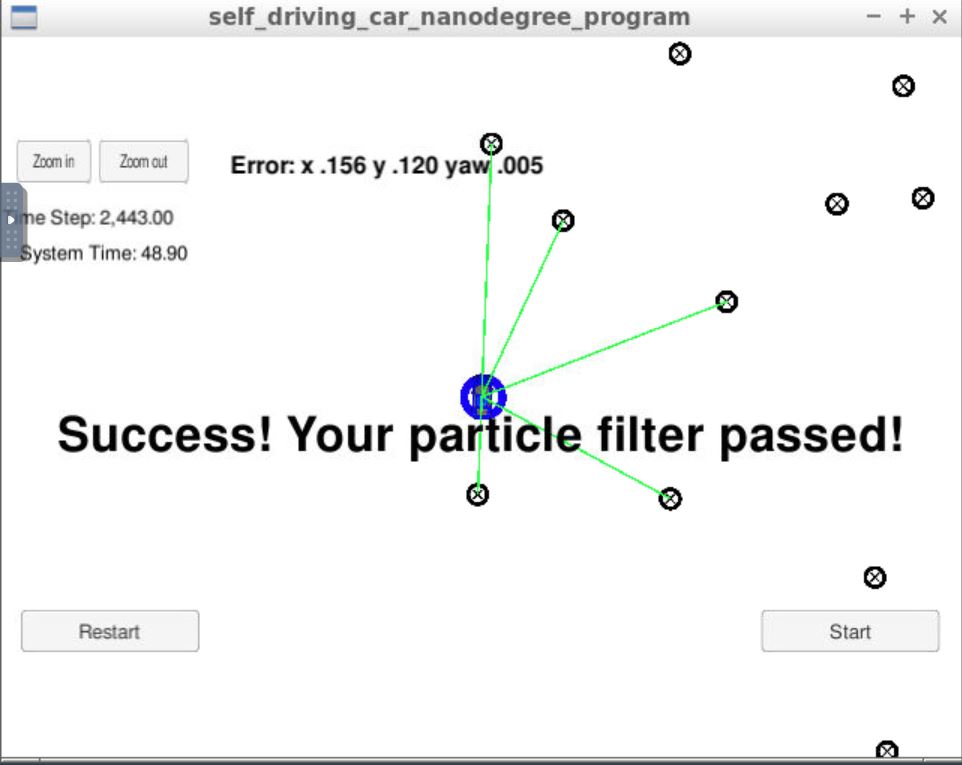 self_driving_car_nanodegree_program
Zoom in
Zoom out
Error: x .156 y .120 yaw .005
me Step: 2,443.00
System Time: 48.90
Success! Your particle filter passed!
Restart
Start